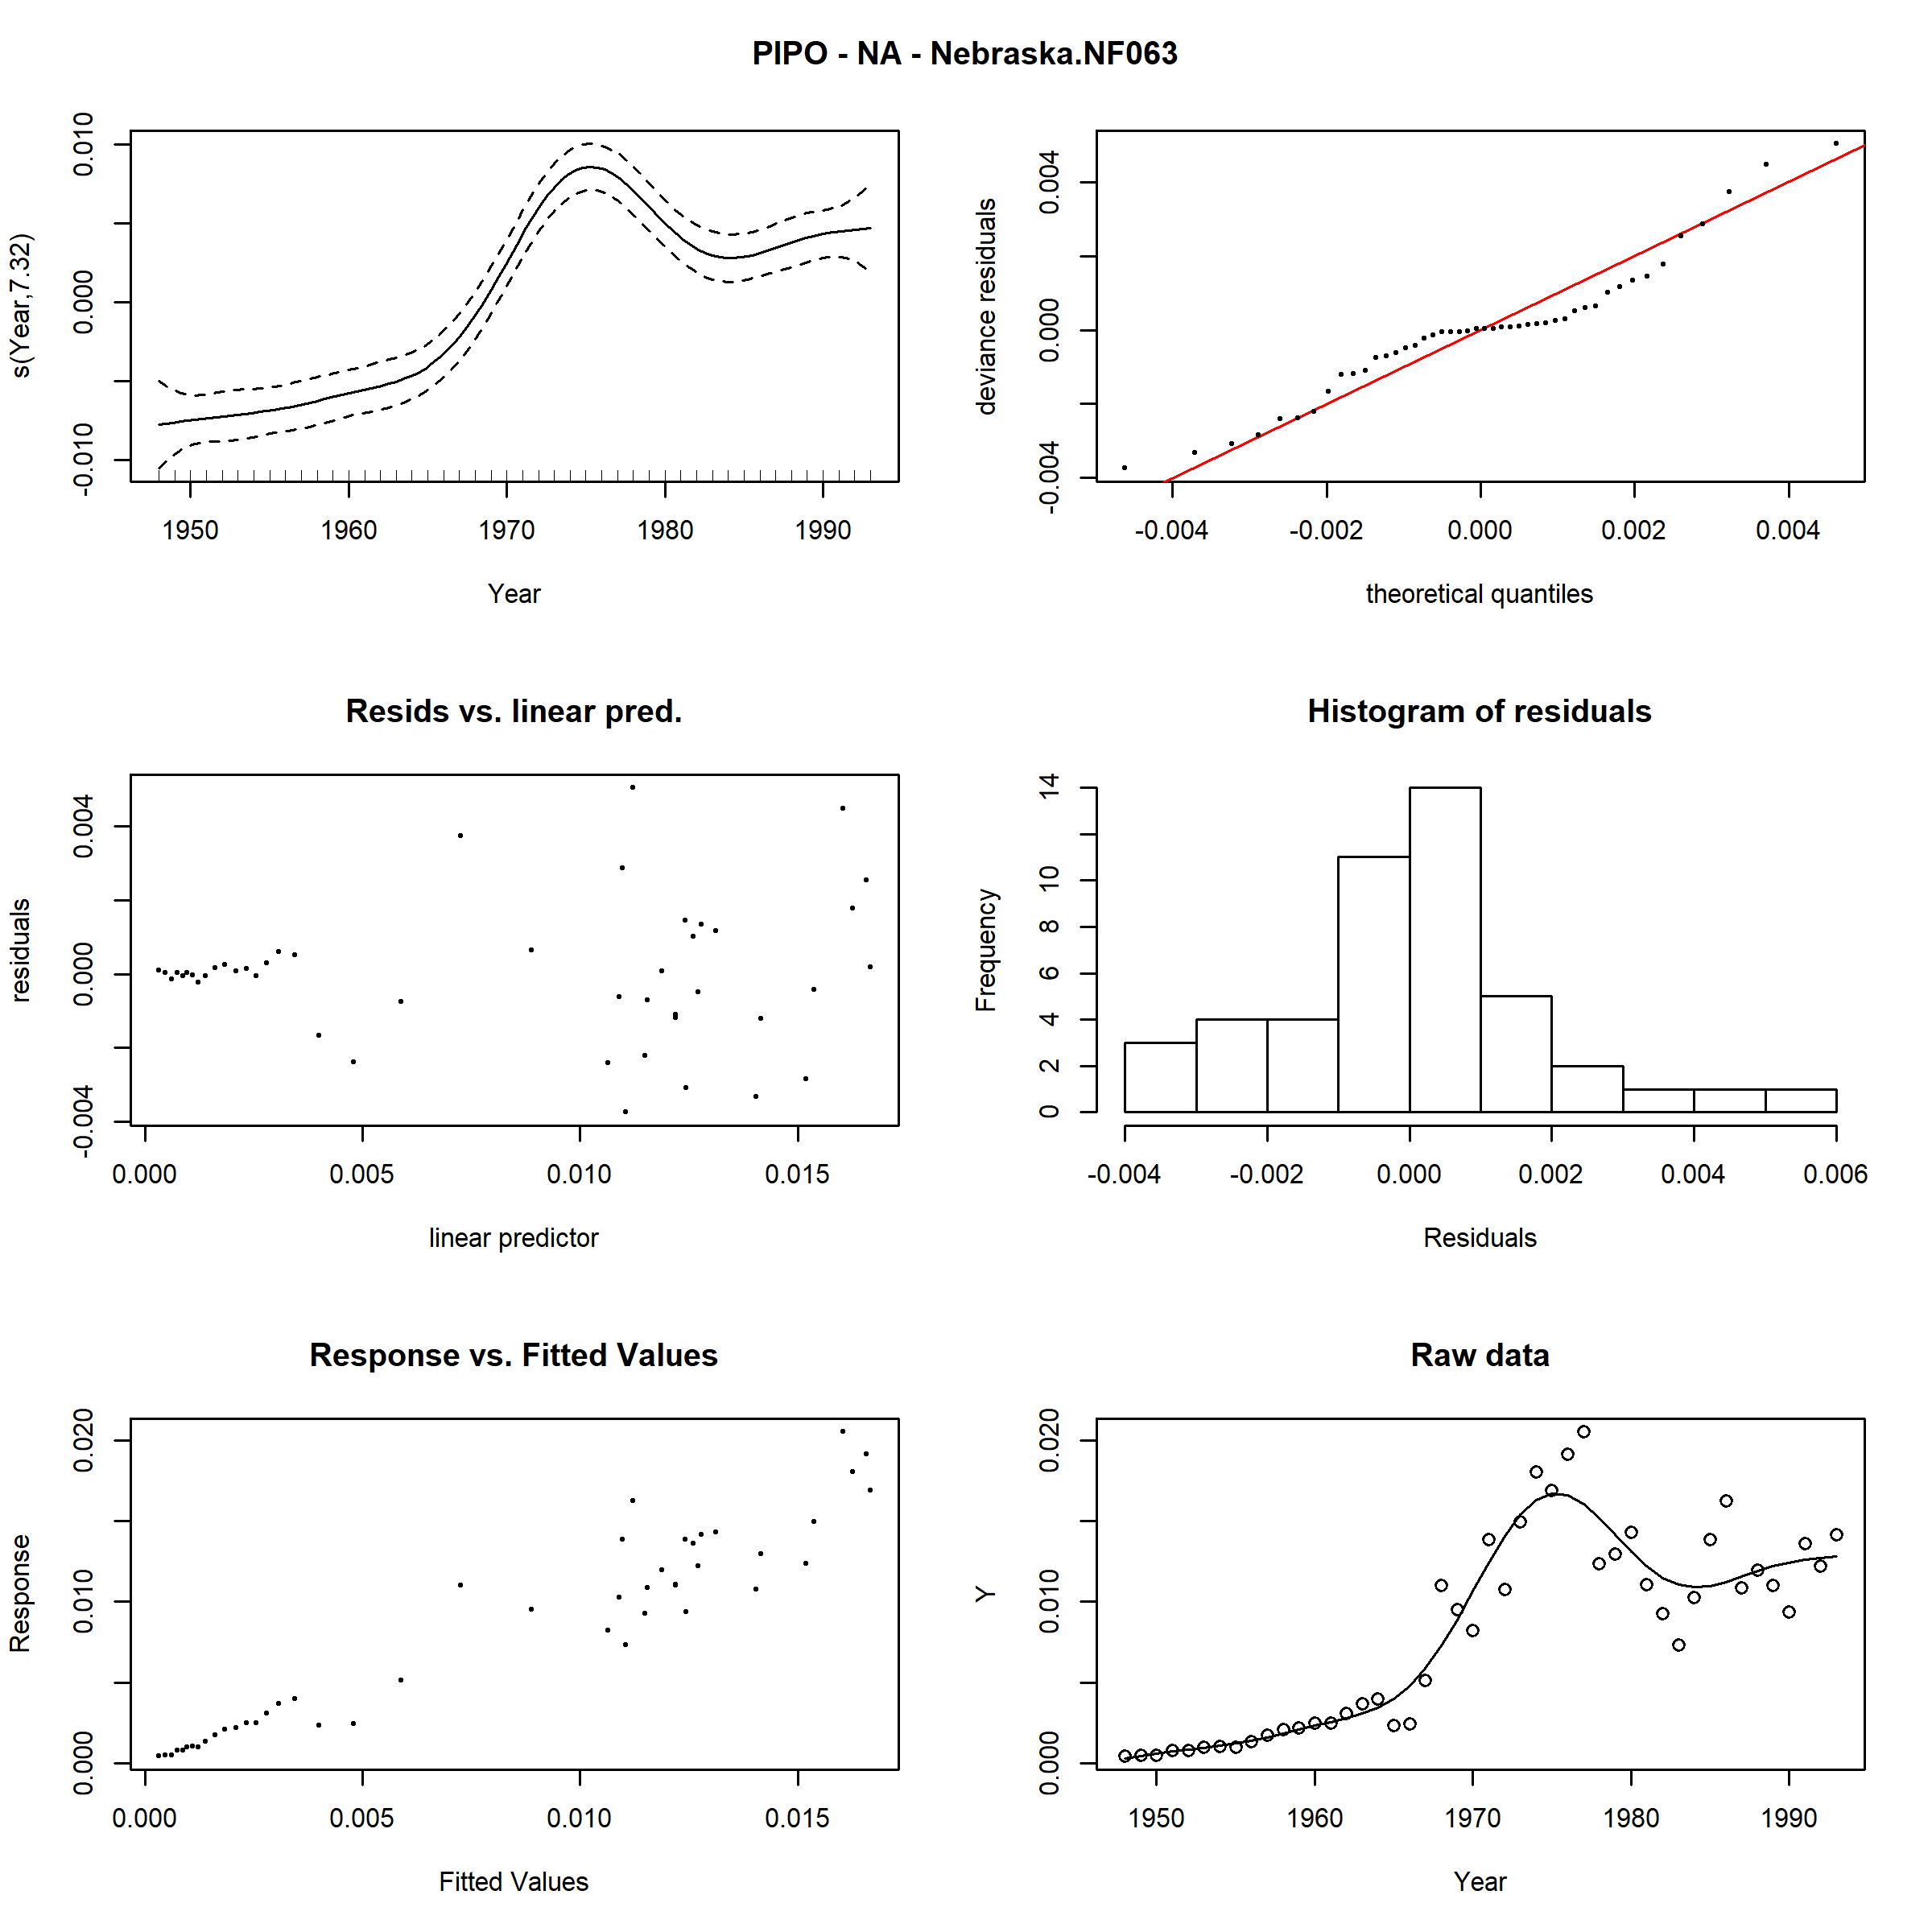 PIPO - NA - Nebraska.NF063
s(Year,7.32)
-0.010 0.000 0.010
1950 1960 1970 1980 1990
Year
deviance residuals
-0.004 0.000 0.004
-0.004 -0.002 0.000 0.002 0.004
theoretical quantiles
Resids vs. linear pred.
residuals
-0.004 0.000 0.004
0.000 0.005 0.010 0.015
linear predictor
Histogram of residuals
Frequency
0 2 4 6 8 10 14
-0.004 -0.002 0.000 0.002 0.004 0.006
Residuals
Response vs. Fitted Values
Response
0.000 0.010 0.020
0.000 0.005 0.010 0.015
Fitted Values
Raw data
Y
0.000 0.010 0.020
1950 1960 1970 1980 1990
Year